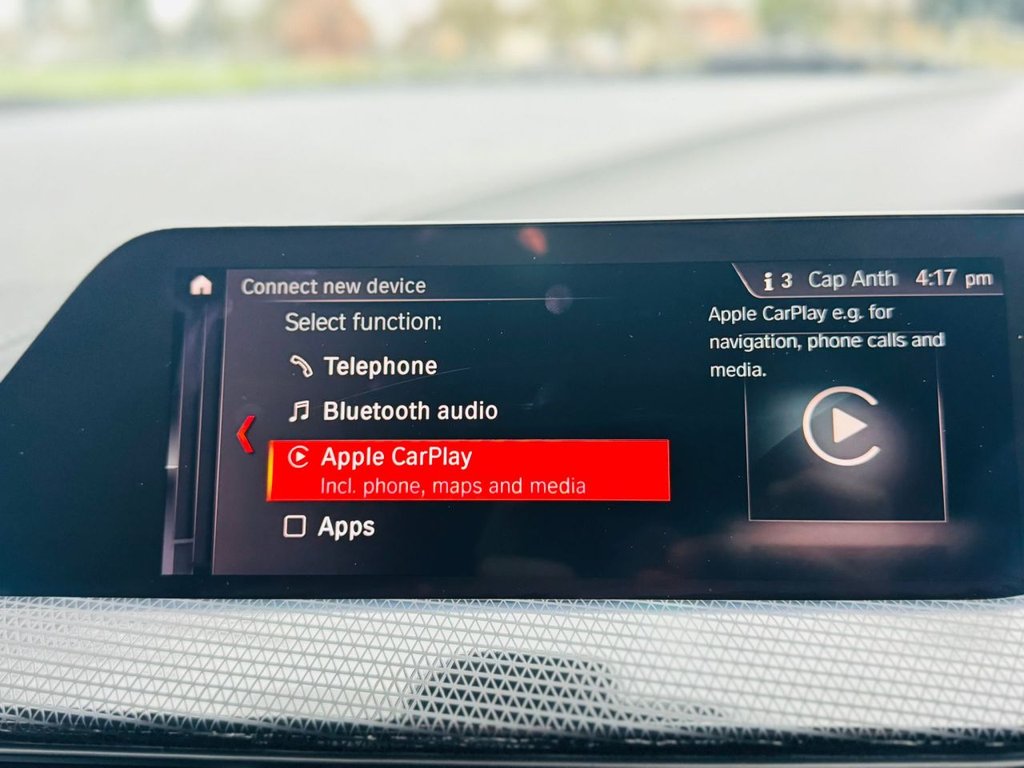 Connect new device
i 3 Cap Anth 4:17 pm
Select function:
Telephone
Bluetooth audio
Apple CarPlay
Incl. phone, maps and media
Apps
Apple CarPlay e.g. for
navigation, phone calls and
media.